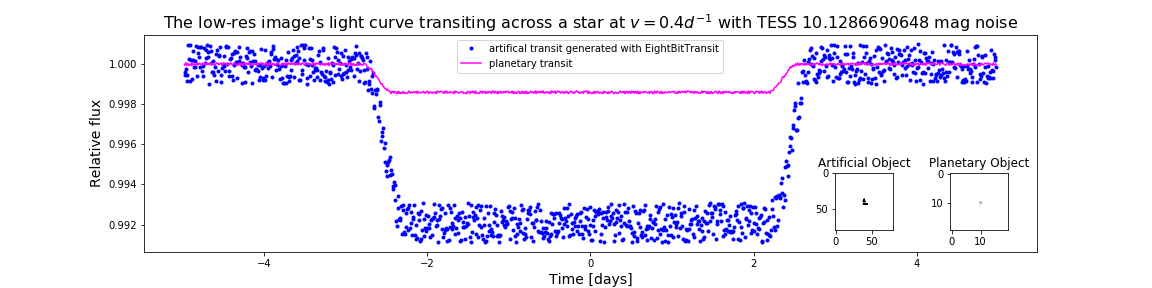 The low-res image's light curve transiting across a star at v = 0.4d⁻¹ with TESS 10.1286690648 mag noise
artifical transit generated with EightBitTransit
planetary transit
Relative flux
1.000
0.998
0.996
0.994
0.992
Artificial Object
0
50
0 50
Planetary Object
0
10
0 10
−4 −2 0 2 4
Time [days]